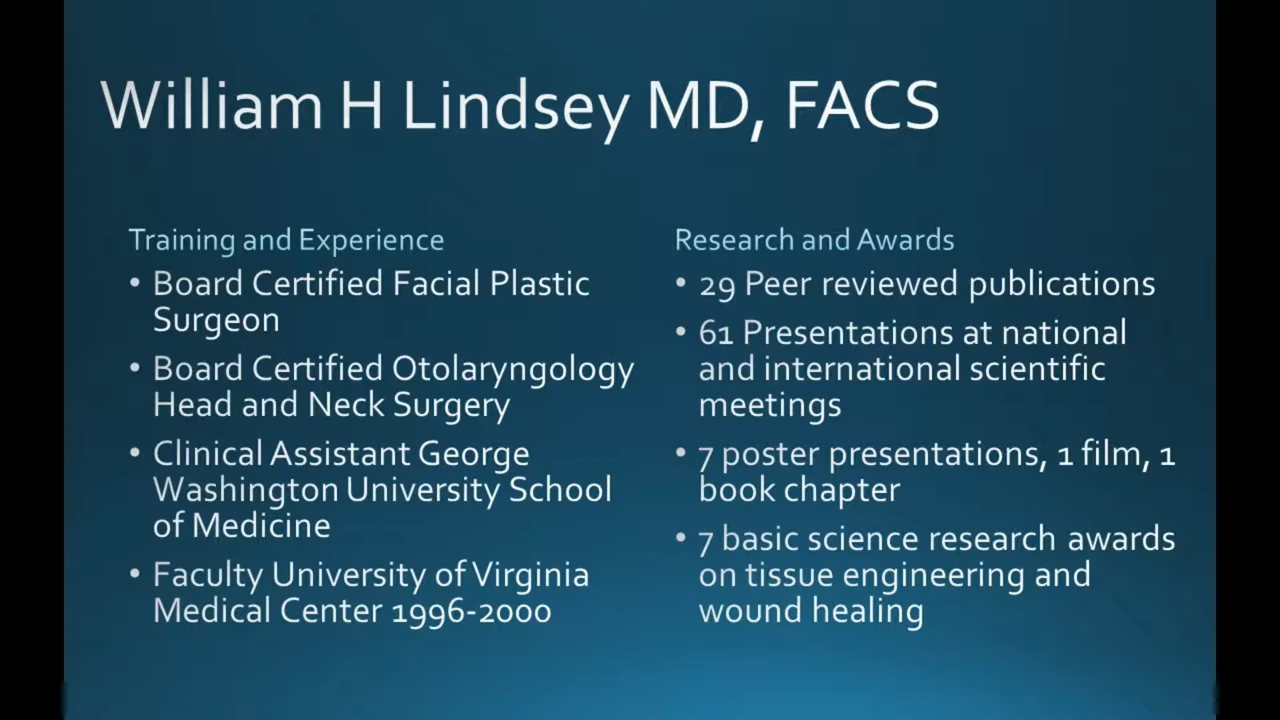 William H Lindsey MD, FACS
Training and Experience
• Board Certified Facial Plastic
Surgeon
• Board Certified Otolaryngology
Head and Neck Surgery
• Clinical Assistant George
Washington University School
of Medicine
• Faculty University of Virginia
Medical Center 1996-2000
Research and Awards
• 29 Peer reviewed publications
• 61 Presentations at national
and international scientific
meetings
• 7 poster presentations, 1 film, 1
book chapter
• 7 basic science research awards
on tissue engineering and
wound healing